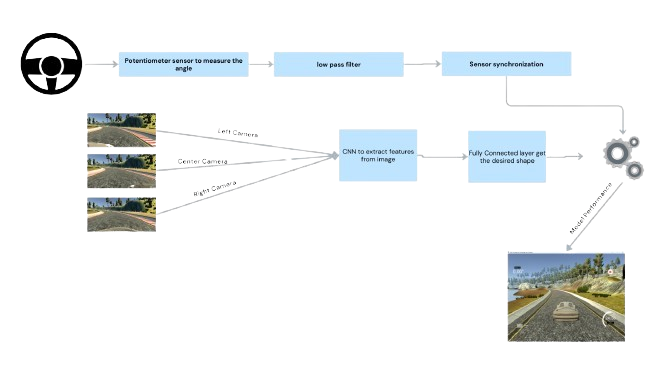 Potentiometer sensor to measure the
angle
low pass filter
Sensor synchronization
Left Camera
Center Camera
Right Camera
CNN to extract features
from image
Fully Connected layer get
the desired shape
Model Performance